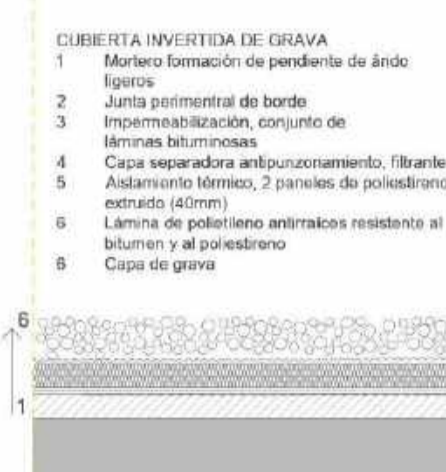 CUBIERTA INVERTIDA DE GRAVA
1 Mortero formación de pendiente de árido
ligeros
2 Junta perimentral de borde
3 Impermeabilización, conjunto de
láminas bituminosas
4 Capa separadora antipunzonamiento, filtrante
5 Aislamiento térmico, 2 paneles de poliestireno
extruido (40mm)
6 Lámina de polietileno antirraices resistente al
bitumen y al poliestireno
6 Capa de grava
6
1